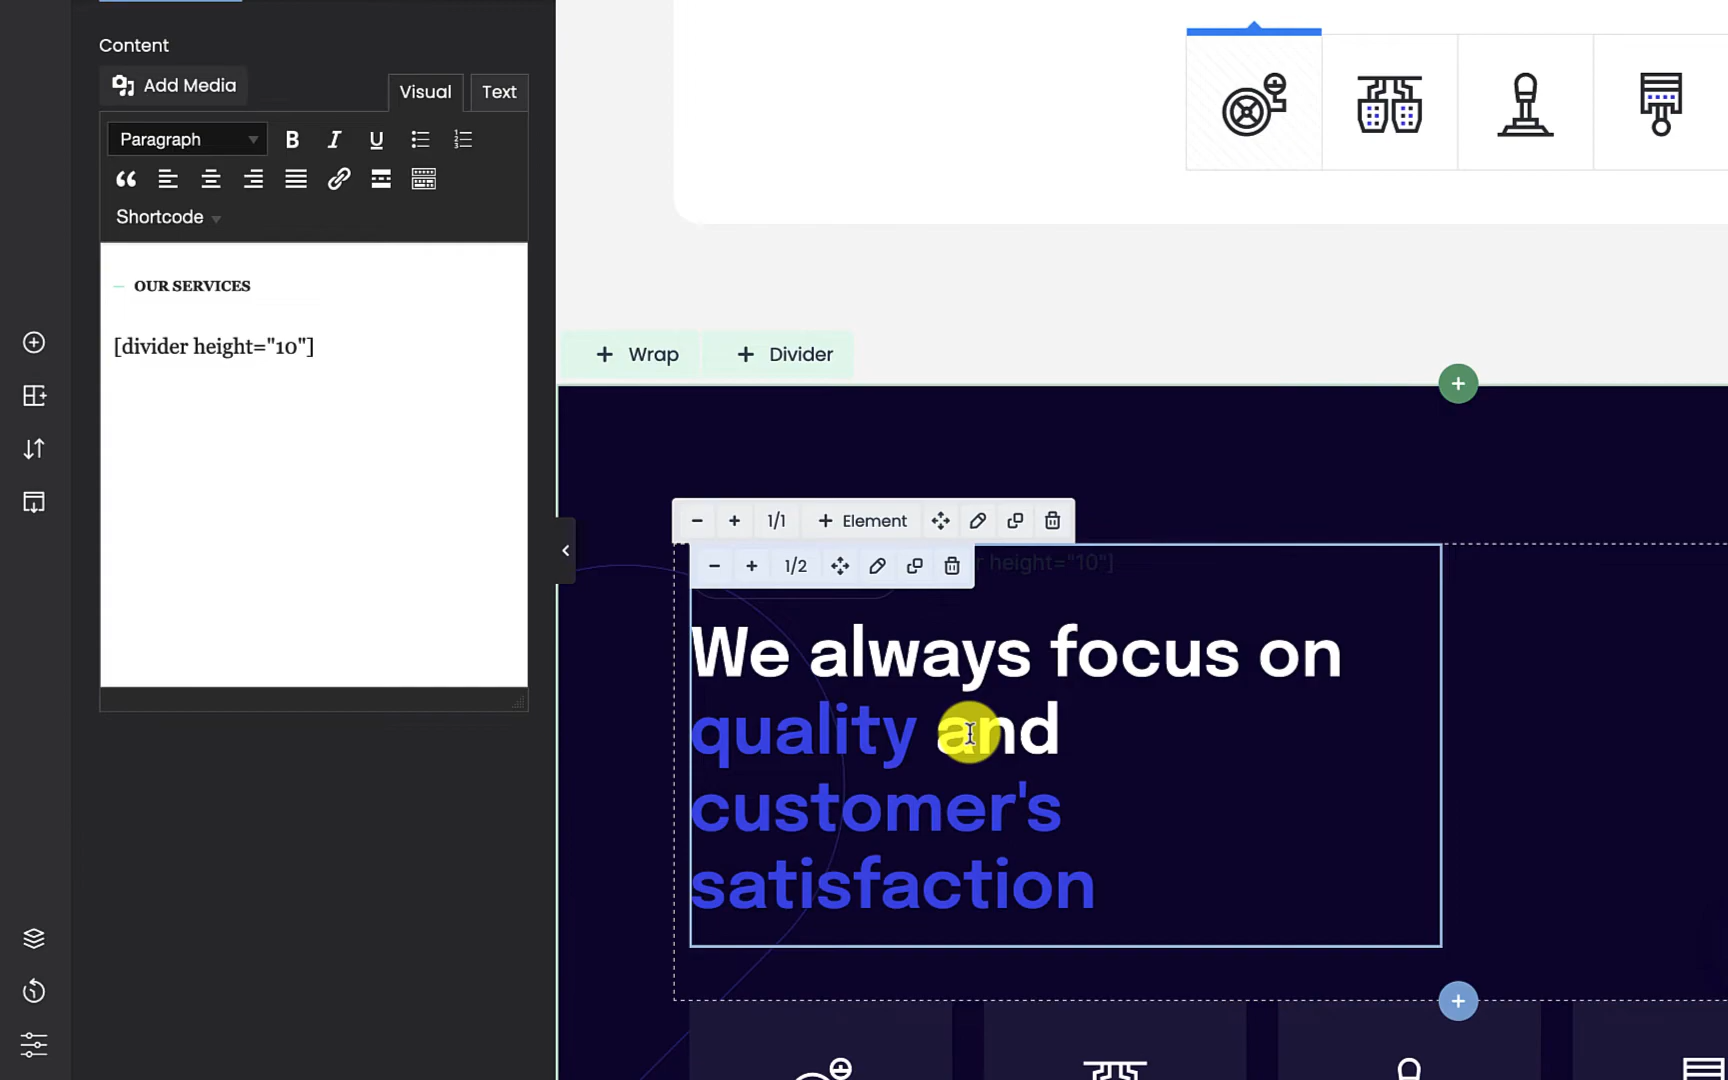 Content
Add Media
Visual
Text
Paragraph
B I U
Shortcode
OUR SERVICES
[divider height="10"]
+ Wrap
+ Divider
- + 1/1 + Element
- + 1/2
height="10"]
We always focus on
quality and
customer's
satisfaction